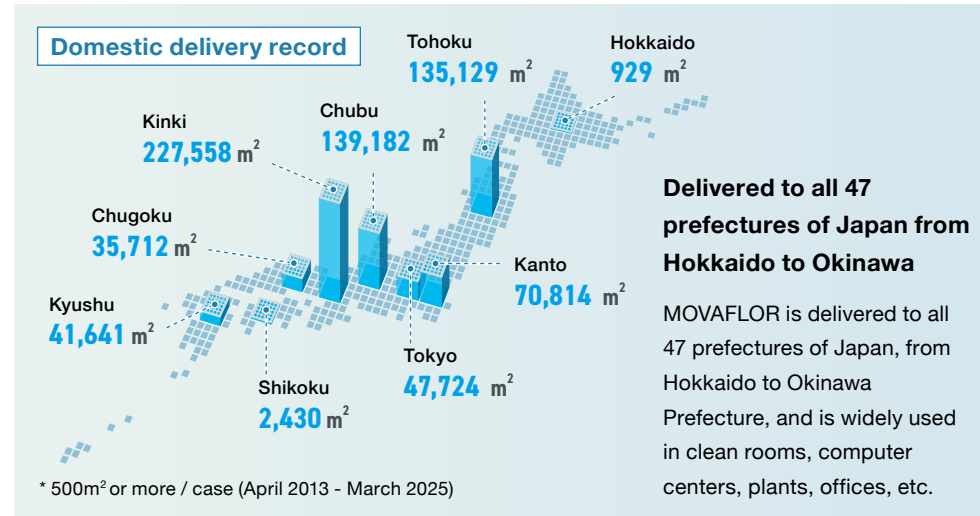 Domestic delivery record
Tohoku
135,129 m²
Hokkaido
929 m²
Kinki
227,558 m²
Chubu
139,182 m²
Chugoku
35,712 m²
Kyushu
41,641 m²
Shikoku
2,430 m²
Tokyo
47,724 m²
Kanto
70,814 m²
* 500m² or more / case (April 2013 - March 2025)
Delivered to all 47
prefectures of Japan from
Hokkaido to Okinawa
MOVAFLOR is delivered to all
47 prefectures of Japan, from
Hokkaido to Okinawa
Prefecture, and is widely used
in clean rooms, computer
centers, plants, offices, etc.